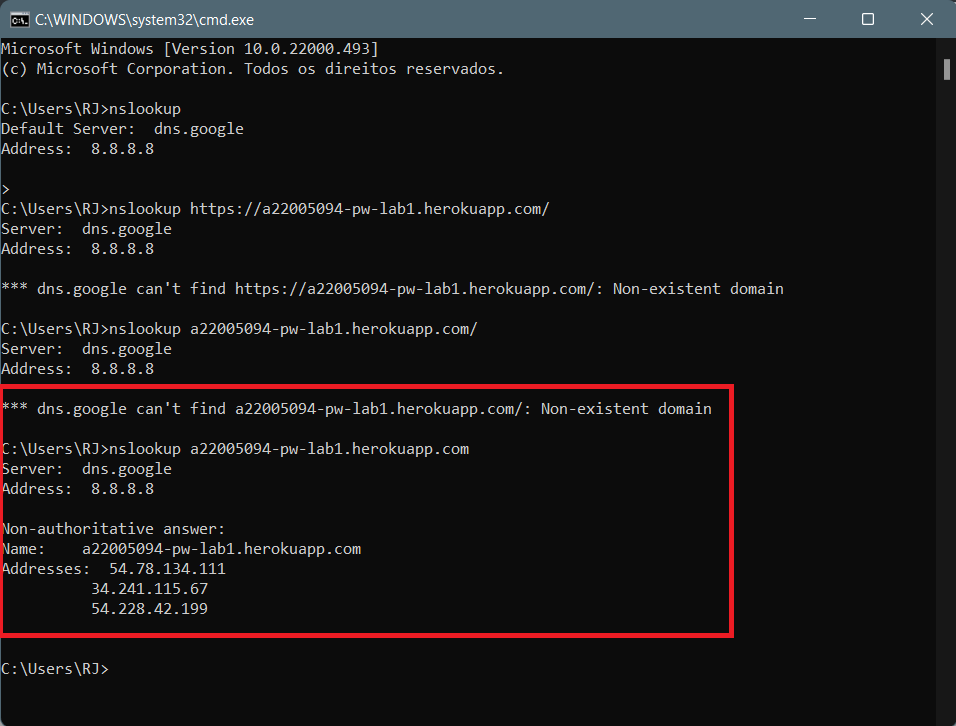 C:\WINDOWS\system32\cmd.exe
Microsoft Windows [Version 10.0.22000.493]
(c) Microsoft Corporation. Todos os direitos reservados.
C:\Users\RJ>nslookup
Default Server:  dns.google
Address:  8.8.8.8
>
C:\Users\RJ>nslookup https://a22005094-pw-lab1.herokuapp.com/
Server:  dns.google
Address:  8.8.8.8
*** dns.google can't find https://a22005094-pw-lab1.herokuapp.com/: Non-existent domain
C:\Users\RJ>nslookup a22005094-pw-lab1.herokuapp.com/
Server:  dns.google
Address:  8.8.8.8
*** dns.google can't find a22005094-pw-lab1.herokuapp.com/: Non-existent domain
C:\Users\RJ>nslookup a22005094-pw-lab1.herokuapp.com
Server:  dns.google
Address:  8.8.8.8
Non-authoritative answer:
Name:    a22005094-pw-lab1.herokuapp.com
Addresses:  54.78.134.111
34.241.115.67
54.228.42.199
C:\Users\RJ>